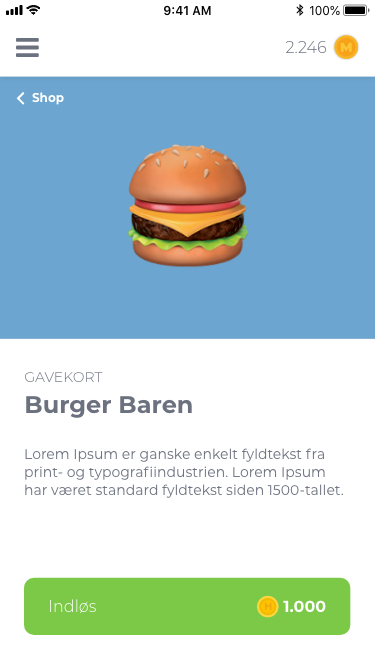 9:41 AM
100%
2.246 M
Shop
GAVEKORT
Burger Baren
Lorem Ipsum er ganske enkelt fyldtekst fra
print- og typografiindustrien. Lorem Ipsum
har været standard fyldtekst siden 1500-tallet.
Indløs
1.000